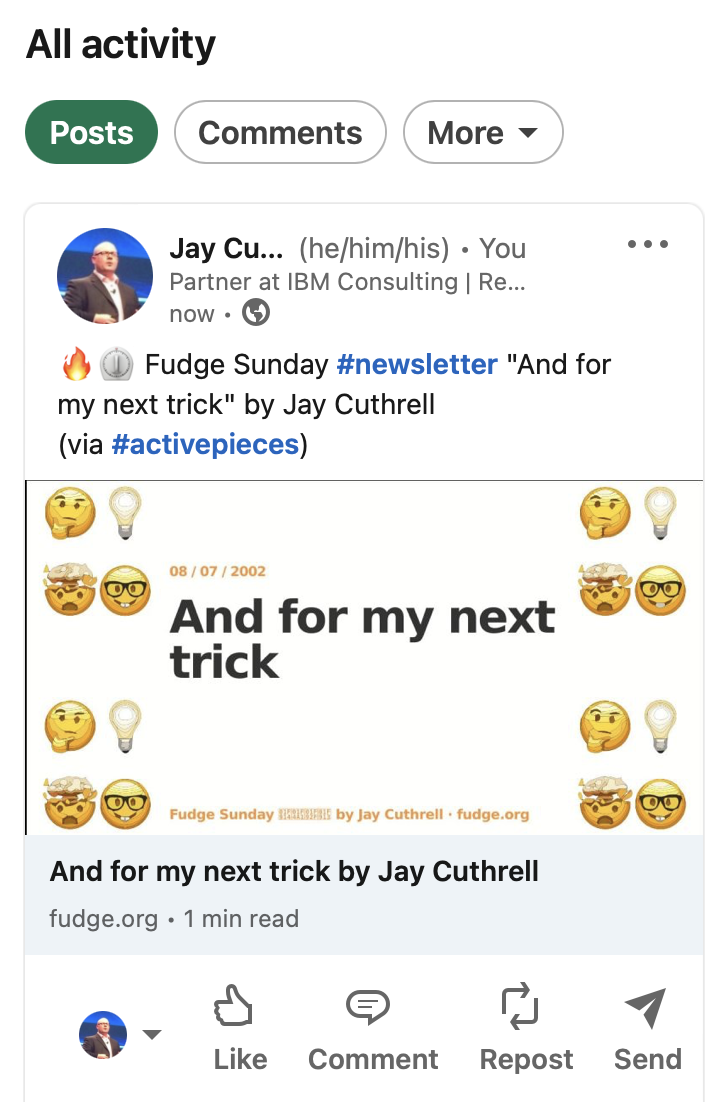 All activity
Posts
Comments
More
Jay Cu... (he/him/his) • You
Partner at IBM Consulting | Re...
now •
🔥 Fudge Sunday #newsletter "And for
my next trick" by Jay Cuthrell
(via #activepieces)
08 / 07 / 2002
And for my next
trick
Fudge Sunday by Jay Cuthrell · fudge.org
And for my next trick by Jay Cuthrell
fudge.org • 1 min read
Like
Comment
Repost
Send